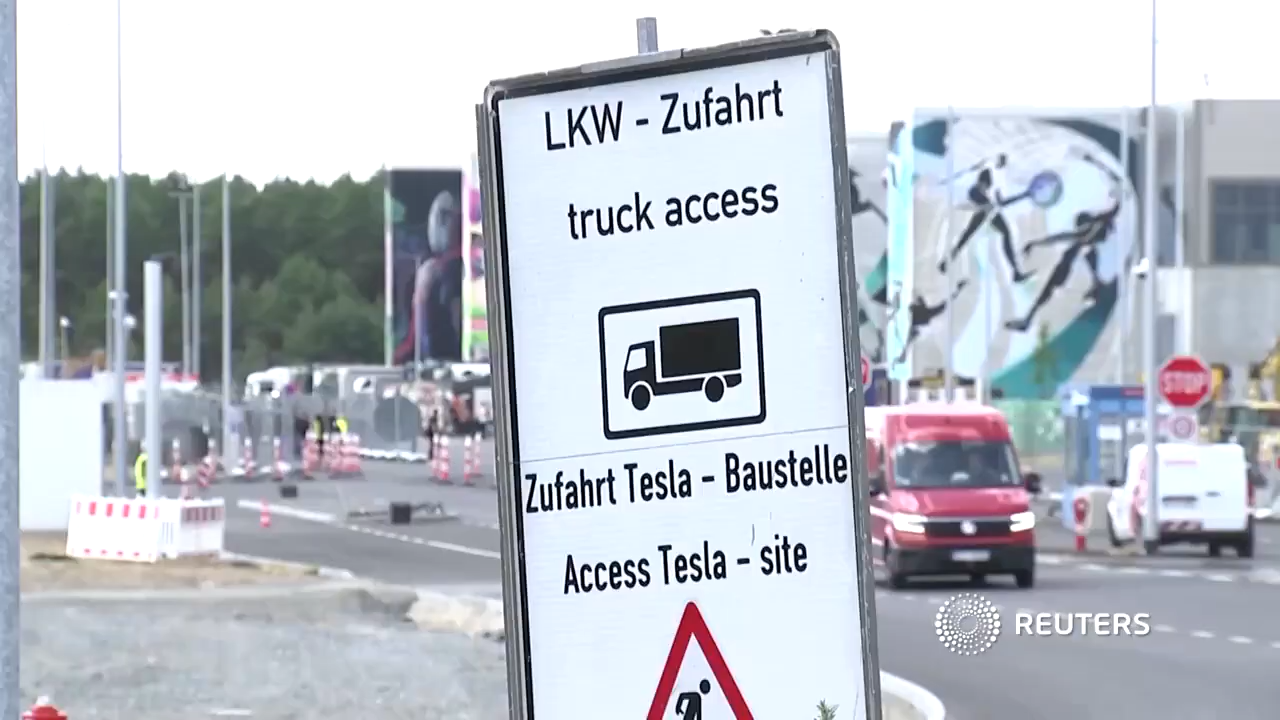 LKW - Zufahrt
truck access
Zufahrt Tesla - Baustelle
Access Tesla - site
STOP
REUTERS